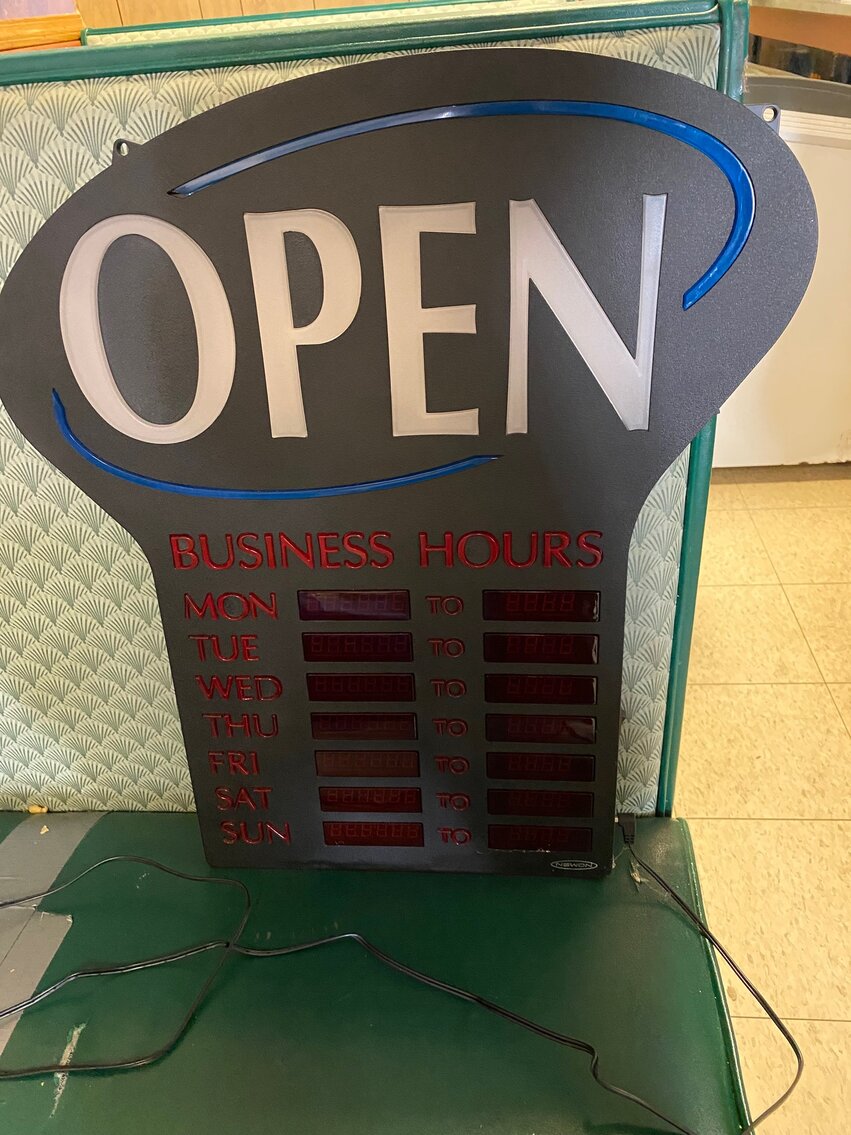 OPEN
BUSINESS HOURS
MON TO
TUE TO
WED TO
THU TO
FRI TO
SAT TO
SUN TO
NEWON